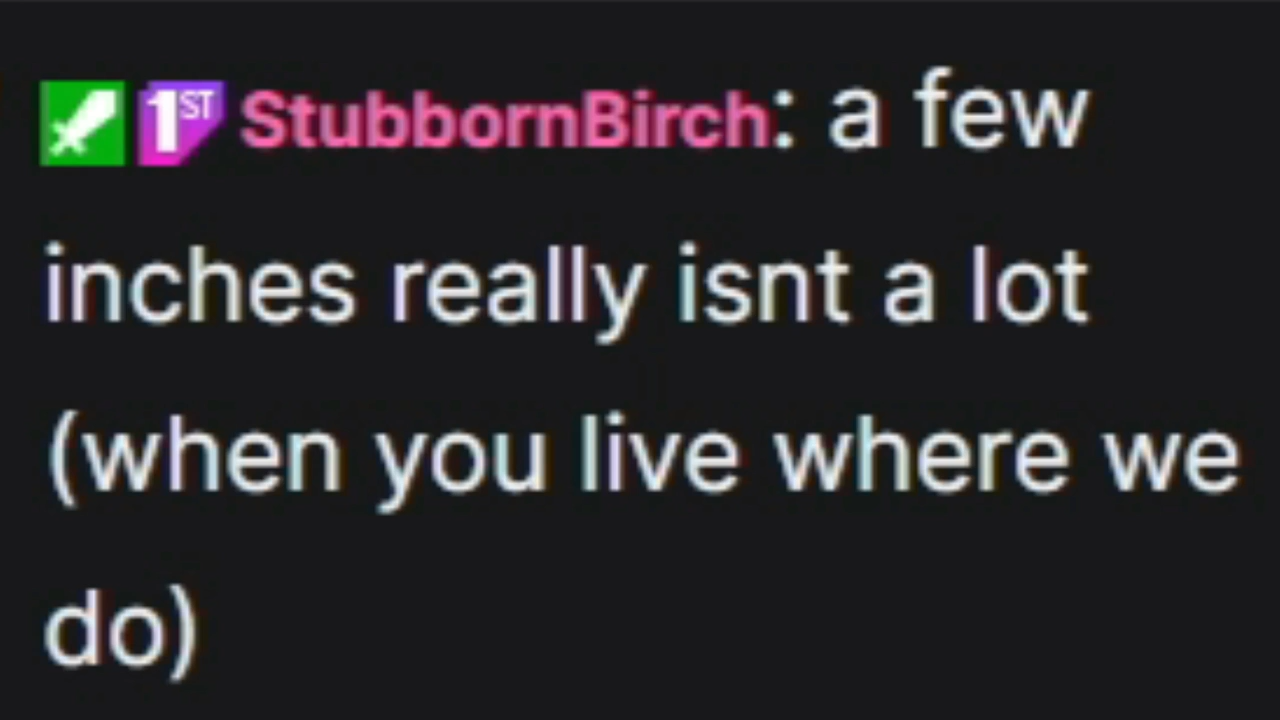 1ST StubbornBirch: a few
inches really isnt a lot
(when you live where we
do)